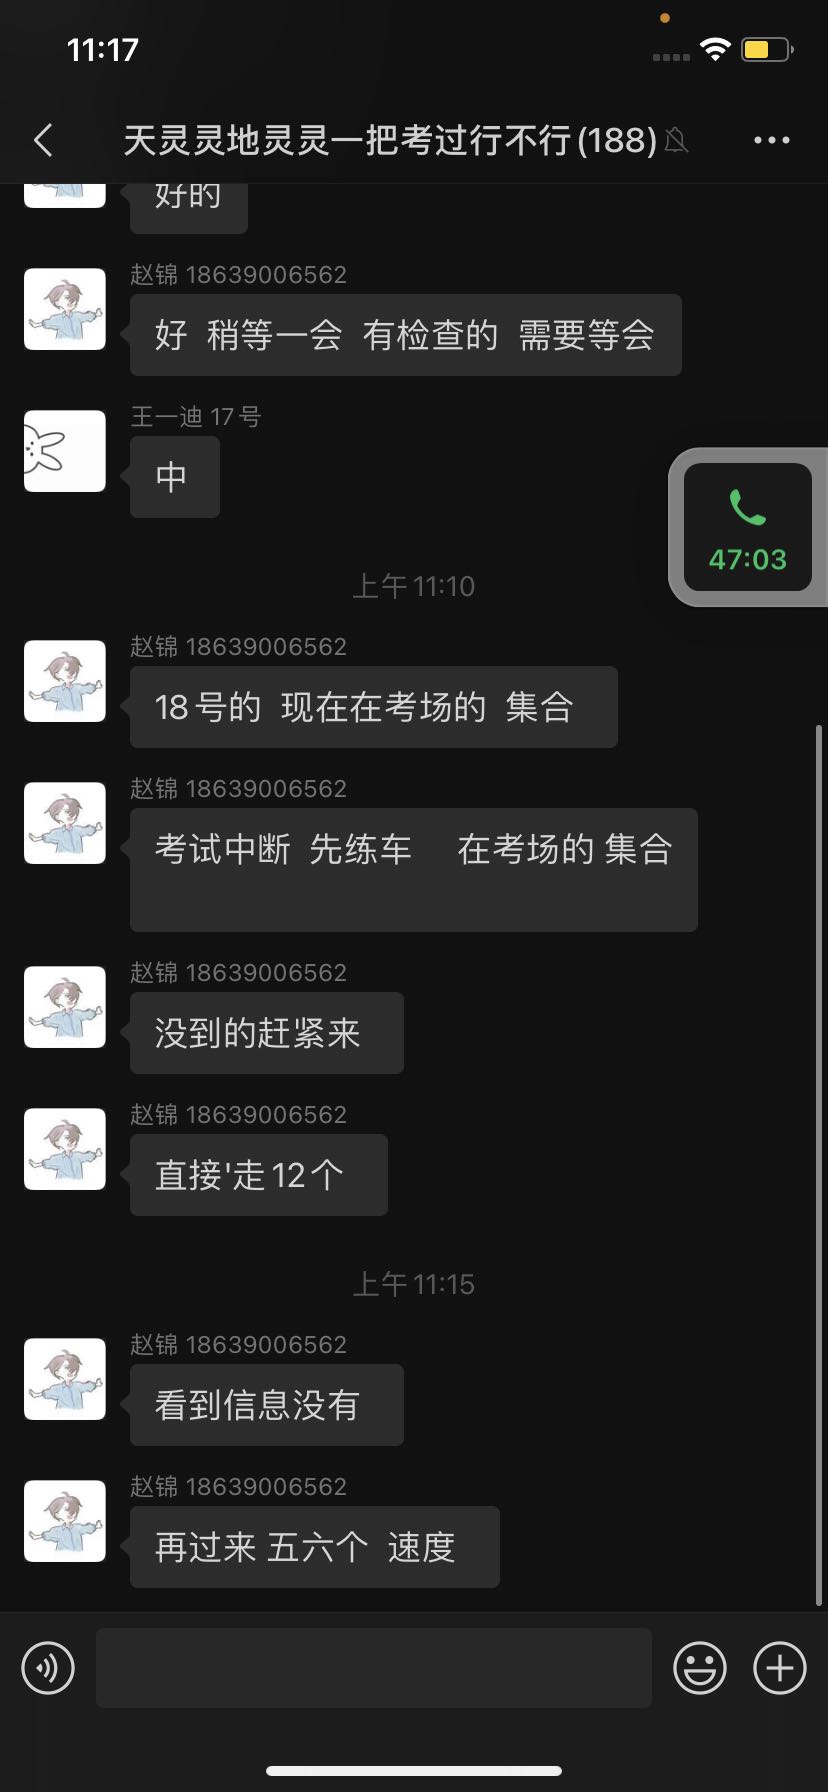 11:17
天灵灵地灵灵一把考过行不行(188)
好的
赵锦 18639006562
好 稍等一会 有检查的 需要等会
王一迪 17号
中
47:03
上午11:10
赵锦 18639006562
18号的 现在在考场的 集合
赵锦 18639006562
考试中断 先练车 在考场的 集合
赵锦 18639006562
没到的赶紧来
赵锦 18639006562
直接'走12个
上午11:15
赵锦 18639006562
看到信息没有
赵锦 18639006562
再过来 五六个 速度